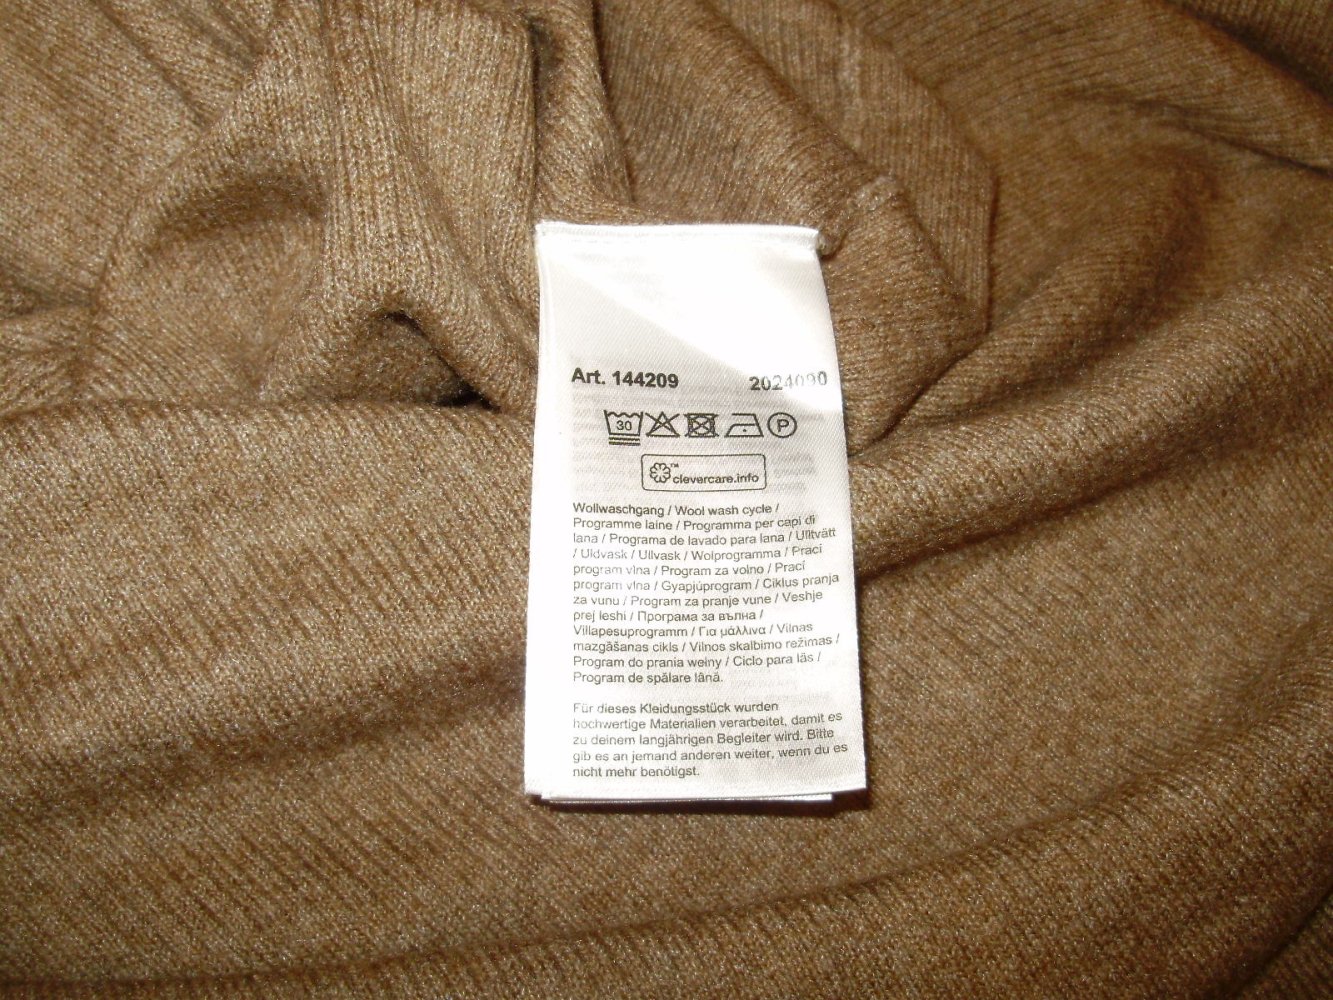 Art. 144209 2024090
30 P
™ clevercare.info
Wollwaschgang / Wool wash cycle /
Programme laine / Programma per capi di
lana / Programa de lavado para lana / Ulltvätt
/ Uldvask / Ullvask / Wolprogramma / Prací
program vlna / Program za volno / Prací
program vlna / Gyapjúprogram / Ciklus pranja
za vunu / Program za pranje vune / Veshje
prej leshi / Програма за вълна /
Villapesuprogramm / Για μάλλινα / Vilnas
mazgāšanas cikls / Vilnos skalbimo režimas /
Program do prania wełny / Ciclo para lãs /
Program de spălare lână.
Für dieses Kleidungsstück wurden
hochwertige Materialien verarbeitet, damit es
zu deinem langjährigen Begleiter wird. Bitte
gib es an jemand anderen weiter, wenn du es
nicht mehr benötigst.